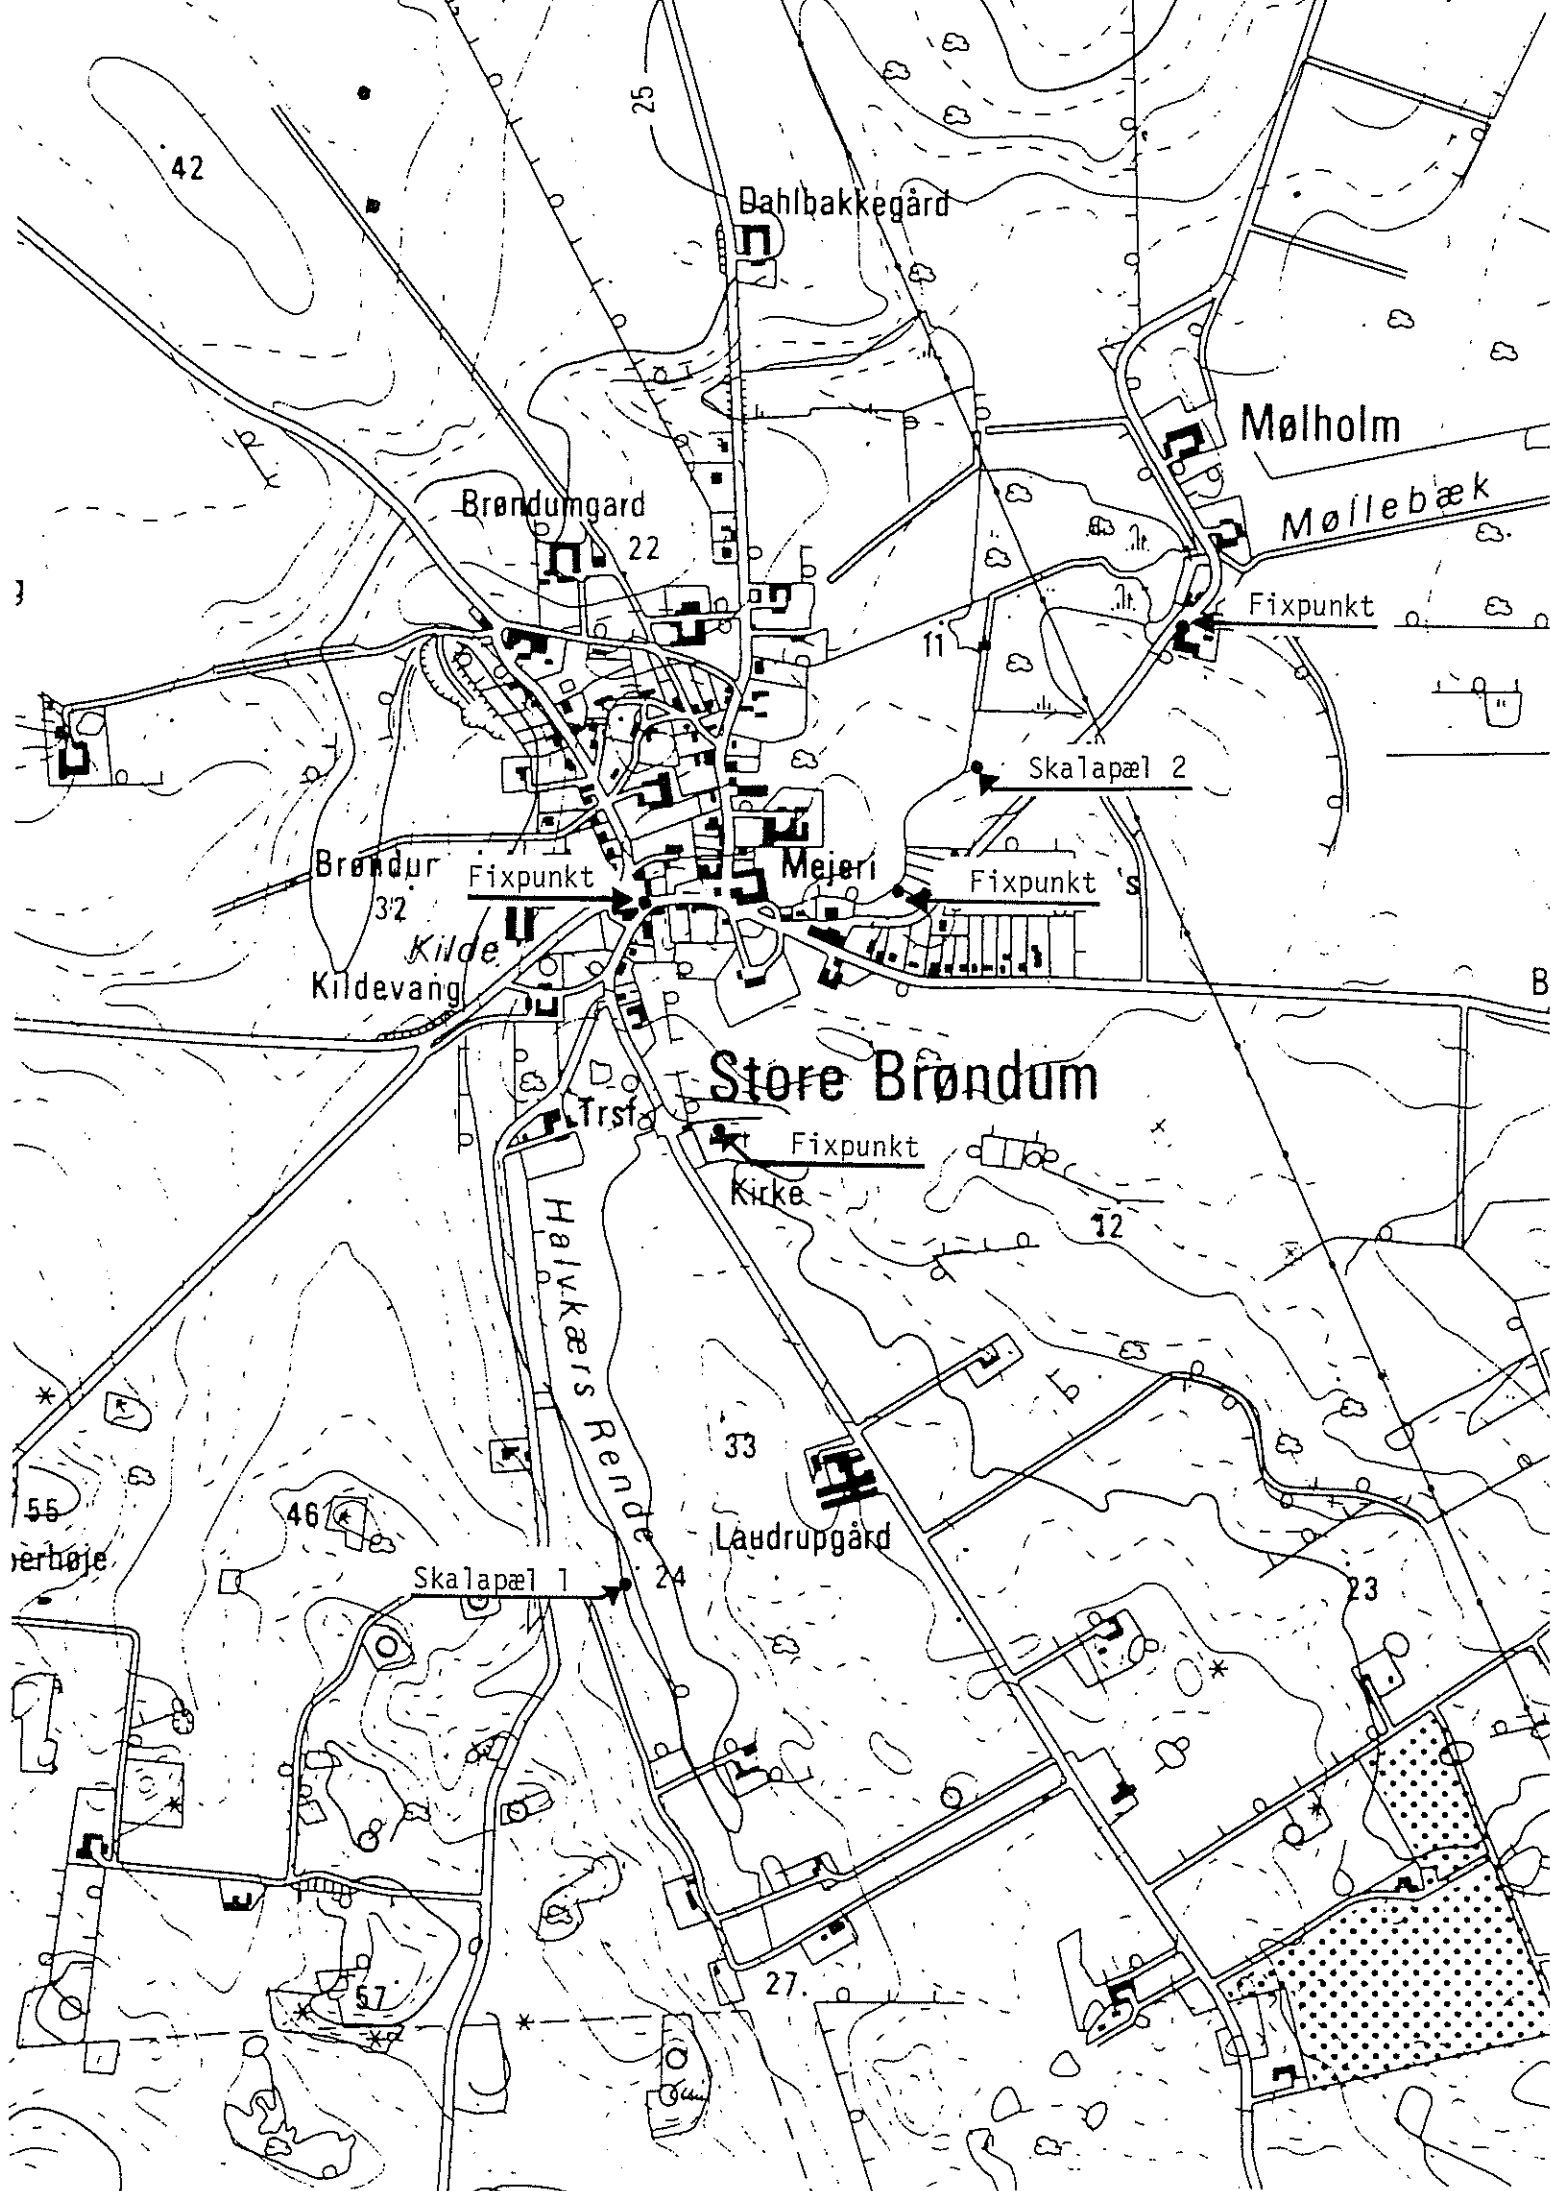 25
42
Dahlbakkegård
Mølholm
Brøndumgard
22
Møllebæk
Fixpunkt
11
Skalapæl 2
Brøndur
32
Fixpunkt
Mejeri
Fixpunkt
's
Kilde
Kildevang
B
Store Brøndum
Trsf.
Fixpunkt
Kirke
12
Halvkærs Rende
33
55
46
Laudrupgård
erhøje
Skalapæl 1
24
23
57
27